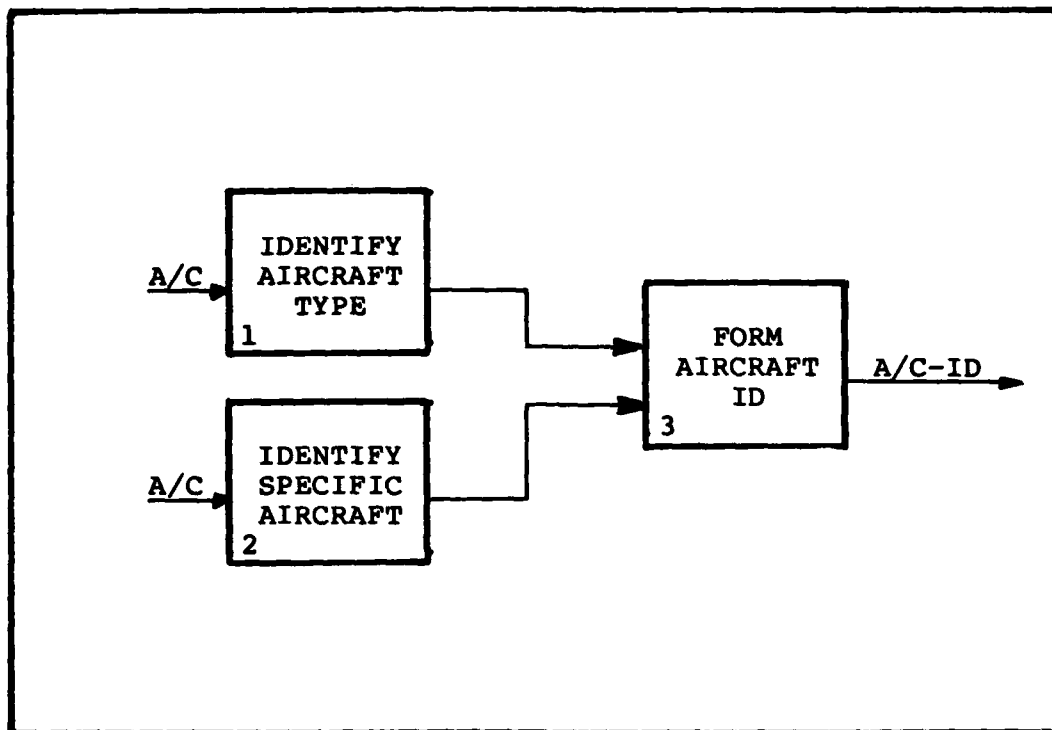 A/C
IDENTIFY
AIRCRAFT
TYPE
1
A/C
IDENTIFY
SPECIFIC
AIRCRAFT
2
FORM
AIRCRAFT
ID
3
A/C-ID